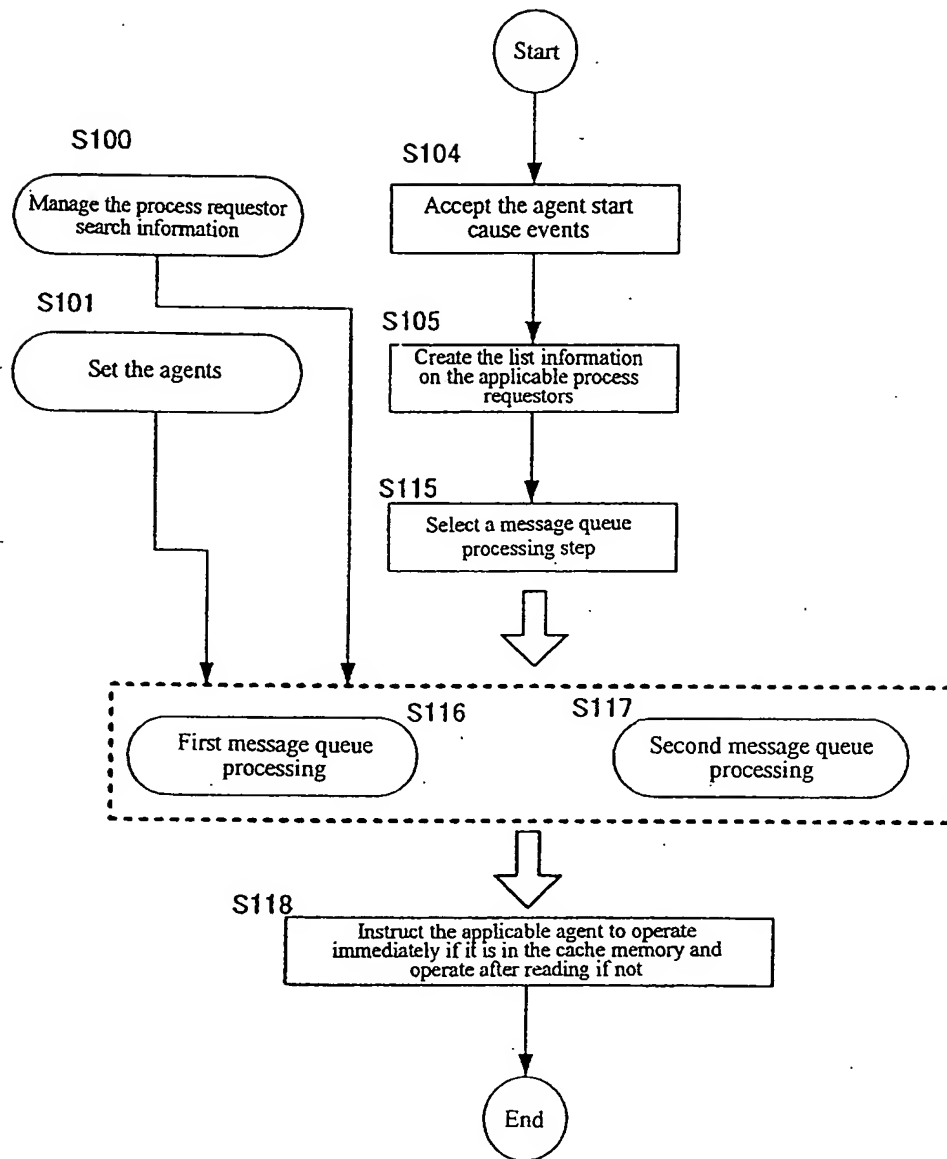 Start
S100
S104
Manage the process requestor
search information
Accept the agent start
cause events
S101
S105
Set the agents
Create the list information
on the applicable process
requestors
S115
Select a message queue
processing step
S116
S117
First message queue
processing
Second message queue
processing
S118
Instruct the applicable agent to operate
immediately if it is in the cache memory and
operate after reading if not
End